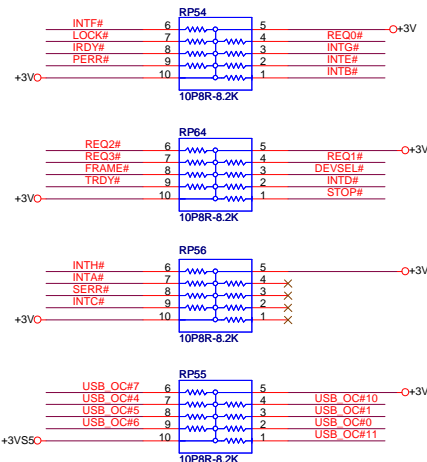 RP54
INTF# 6 5 +3V
LOCK# 7 4 REQ0#
IRDY# 8 3 INTG#
PERR# 9 2 INTE#
+3V 10 1 INTB#
10P8R-8.2K
RP64
REQ2# 6 5 +3V
REQ3# 7 4 REQ1#
FRAME# 8 3 DEVSEL#
TRDY# 9 2 INTD#
+3V 10 1 STOP#
10P8R-8.2K
RP56
INTH# 6 5 +3V
INTA# 7 4
SERR# 8 3
INTC# 9 2
+3V 10 1
10P8R-8.2K
RP55
USB_OC#7 6 5 +3V
USB_OC#4 7 4 USB_OC#10
USB_OC#5 8 3 USB_OC#1
USB_OC#6 9 2 USB_OC#0
+3VS5 10 1 USB_OC#11
10P8R-8.2K